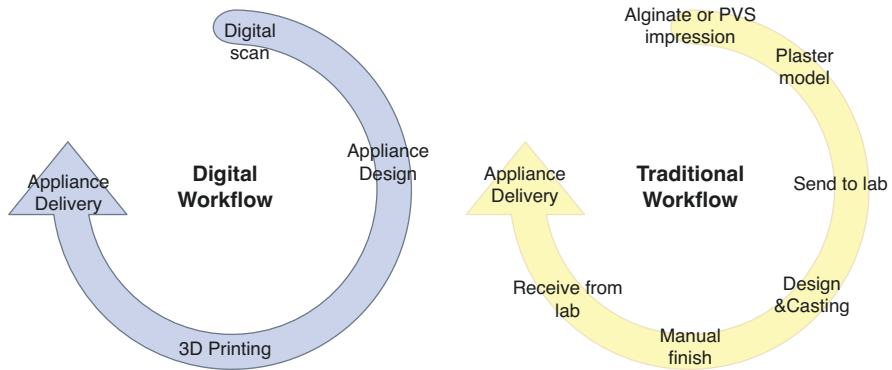 Digital
scan
Appliance
Design
3D Printing
Appliance
Delivery
Digital
Workflow
Alginate or PVS
impression
Plaster
model
Send to lab
Design
&Casting
Manual
finish
Receive from
lab
Appliance
Delivery
Traditional
Workflow